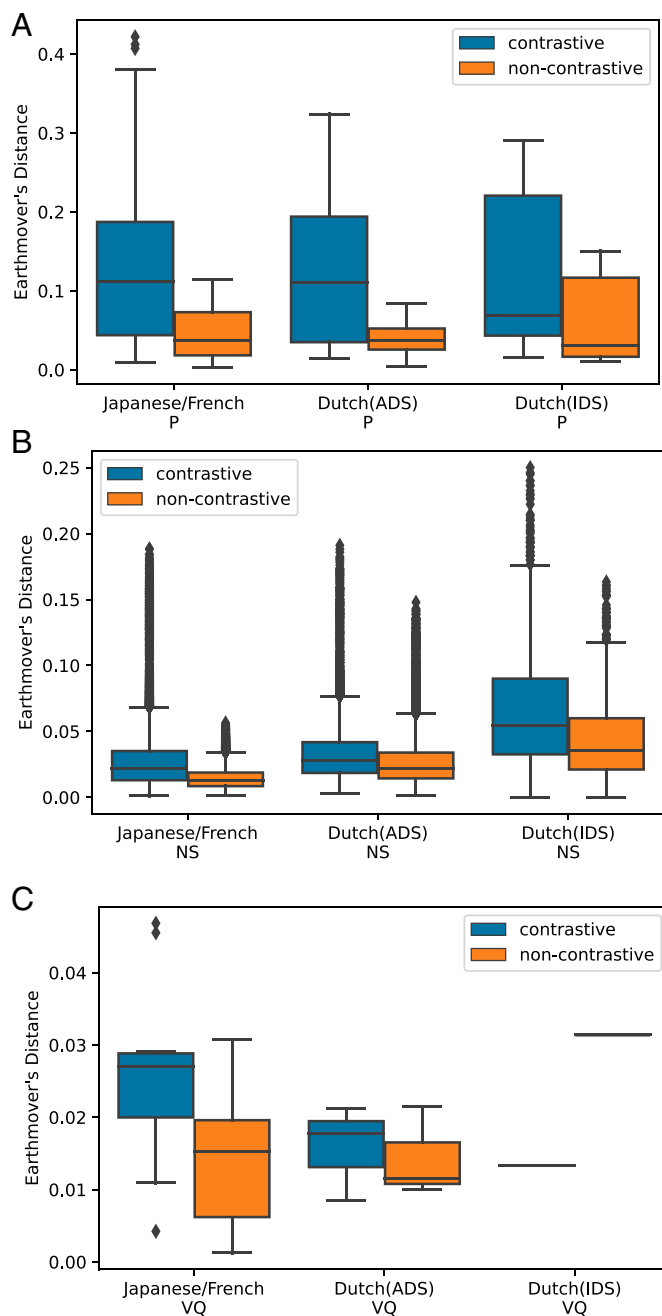 A
0.4
0.3
0.2
0.1
0.0
Earthmover's Distance
contrastive
non-contrastive
Japanese/French
P
Dutch(ADS)
P
Dutch(IDS)
P
B
0.25
0.20
0.15
0.10
0.05
0.00
Earthmover's Distance
contrastive
non-contrastive
Japanese/French
NS
Dutch(ADS)
NS
Dutch(IDS)
NS
C
0.04
0.03
0.02
0.01
0.00
Earthmover's Distance
contrastive
non-contrastive
Japanese/French
VQ
Dutch(ADS)
VQ
Dutch(IDS)
VQ